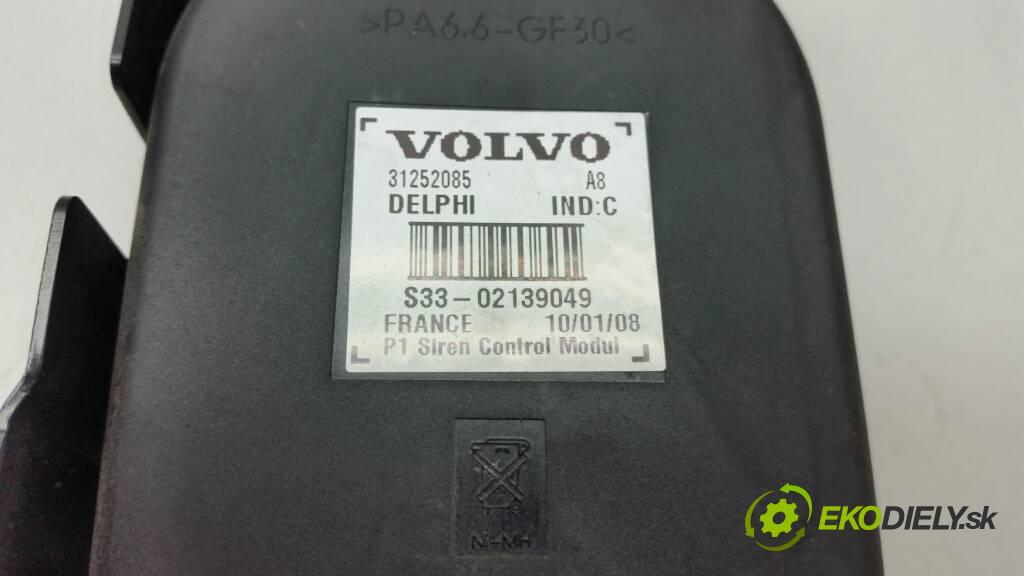 >PA6.6-GF30<
VOLVO
31252085 A8
DELPHI IND:C
S33-02139049
FRANCE 10/01/08
P1 Siren Control Modul
Ni-MH
EKODIELY.sk